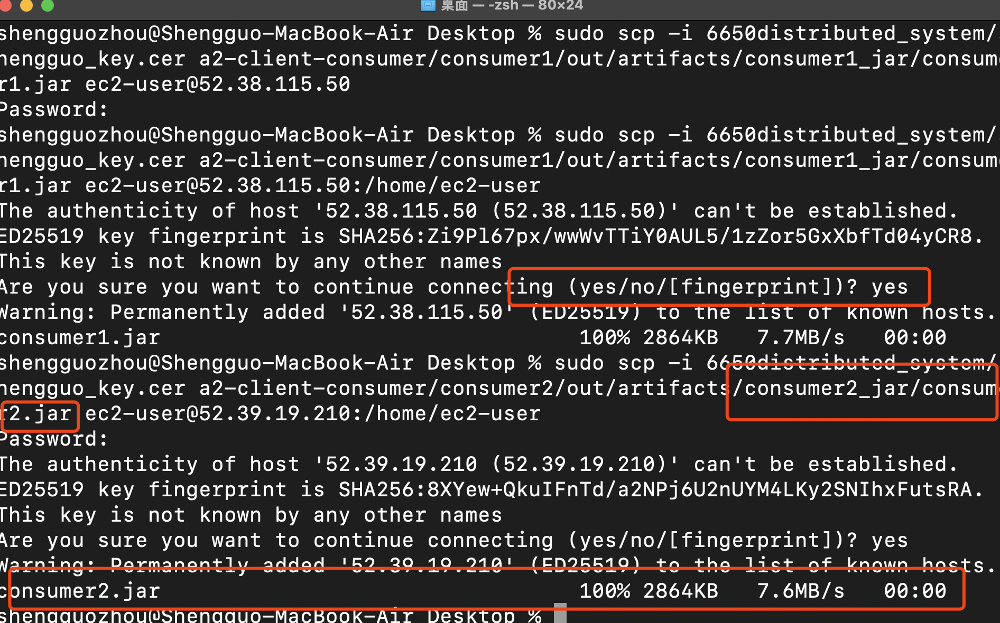 桌面 — -zsh — 80×24
shengguozhou@Shengguo-MacBook-Air Desktop % sudo scp -i 6650distributed_system/
hengguo_key.cer a2-client-consumer/consumer1/out/artifacts/consumer1_jar/consume
r1.jar ec2-user@52.38.115.50
Password:
shengguozhou@Shengguo-MacBook-Air Desktop % sudo scp -i 6650distributed_system/
hengguo_key.cer a2-client-consumer/consumer1/out/artifacts/consumer1_jar/consume
r1.jar ec2-user@52.38.115.50:/home/ec2-user
The authenticity of host '52.38.115.50 (52.38.115.50)' can't be established.
ED25519 key fingerprint is SHA256:Zi9Pl67px/wwWvTTiY0AUL5/1zZor5GxXbfTd04yCR8.
This key is not known by any other names
Are you sure you want to continue connecting (yes/no/[fingerprint])? yes
Warning: Permanently added '52.38.115.50' (ED25519) to the list of known hosts.
consumer1.jar 100% 2864KB 7.7MB/s 00:00
shengguozhou@Shengguo-MacBook-Air Desktop % sudo scp -i 6650distributed_system/
hengguo_key.cer a2-client-consumer/consumer2/out/artifacts/consumer2_jar/consume
r2.jar ec2-user@52.39.19.210:/home/ec2-user
Password:
The authenticity of host '52.39.19.210 (52.39.19.210)' can't be established.
ED25519 key fingerprint is SHA256:8XYew+QkuIFnTd/a2NPj6U2nUYM4LKy2SNIhxFutsRA.
This key is not known by any other names
Are you sure you want to continue connecting (yes/no/[fingerprint])? yes
Warning: Permanently added '52.39.19.210' (ED25519) to the list of known hosts.
consumer2.jar 100% 2864KB 7.6MB/s 00:00
shengguozhou@Shengguo-MacBook-Air Desktop %